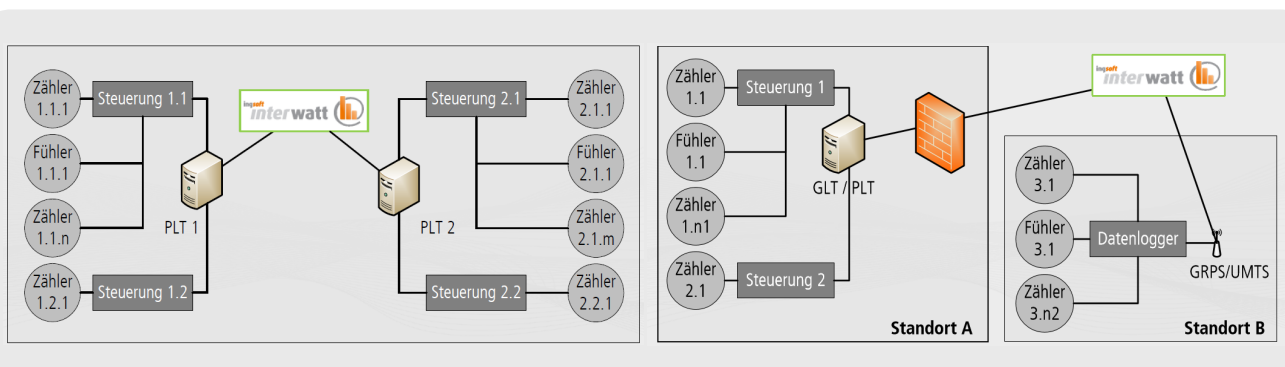 Zähler
1.1.1
Fühler
1.1.1
Zähler
1.1.n
Zähler
1.2.1
Steuerung 1.1
Steuerung 1.2
PLT 1
ingsoft
interwatt
PLT 2
Steuerung 2.1
Steuerung 2.2
Zähler
2.1.1
Fühler
2.1.1
Zähler
2.1.m
Zähler
2.2.1
Zähler
1.1
Fühler
1.1
Zähler
1.n1
Zähler
2.1
Steuerung 1
Steuerung 2
GLT / PLT
Standort A
ingsoft
interwatt
Zähler
3.1
Fühler
3.1
Zähler
3.n2
Datenlogger
GRPS/UMTS
Standort B